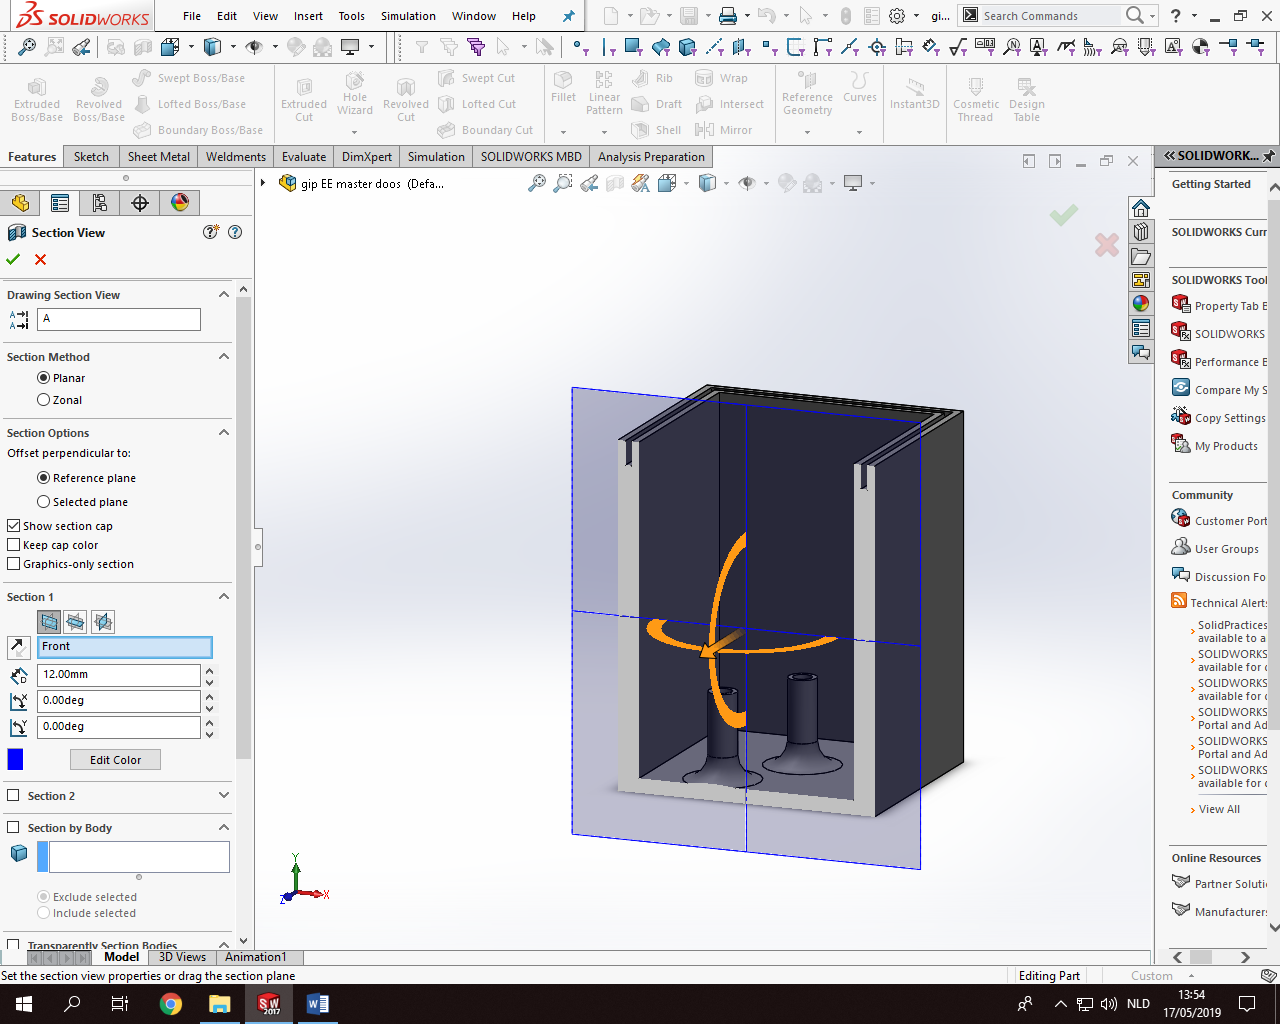 SOLIDWORKS
File Edit View Insert Tools Simulation Window Help
gi...
Search Commands
Extruded Boss/Base
Revolved Boss/Base
Swept Boss/Base
Lofted Boss/Base
Boundary Boss/Base
Extruded Cut
Hole Wizard
Revolved Cut
Swept Cut
Lofted Cut
Boundary Cut
Fillet
Linear Pattern
Rib
Draft
Shell
Wrap
Intersect
Mirror
Reference Geometry
Curves
Instant3D
Cosmetic Thread
Design Table
Features Sketch Sheet Metal Weldments Evaluate DimXpert Simulation SOLIDWORKS MBD Analysis Preparation
gip EE master doos (Defa...
Section View
Drawing Section View
A
Section Method
Planar
Zonal
Section Options
Offset perpendicular to:
Reference plane
Selected plane
Show section cap
Keep cap color
Graphics-only section
Section 1
Front
12.00mm
0.00deg
0.00deg
Edit Color
Section 2
Section by Body
Exclude selected
Include selected
Transparently Section Bodies
Y
X
Z
SOLIDWORK...
Getting Started
SOLIDWORKS Curr
SOLIDWORKS Tool
Property Tab B
SOLIDWORKS
Performance B
Compare My S
Copy Settings
My Products
Community
Customer Port
User Groups
Discussion Fo
Technical Alerts
SolidPractices
available to a
SOLIDWORKS
available for d
SOLIDWORKS
available for d
SOLIDWORKS
Portal and Ad
SOLIDWORKS
Portal and Ad
SOLIDWORKS
available for d
View All
Online Resources
Partner Soluti
Manufacturer
Model 3D Views Animation1
Set the section view properties or drag the section plane
Editing Part
Custom
NLD
13:54
17/05/2019